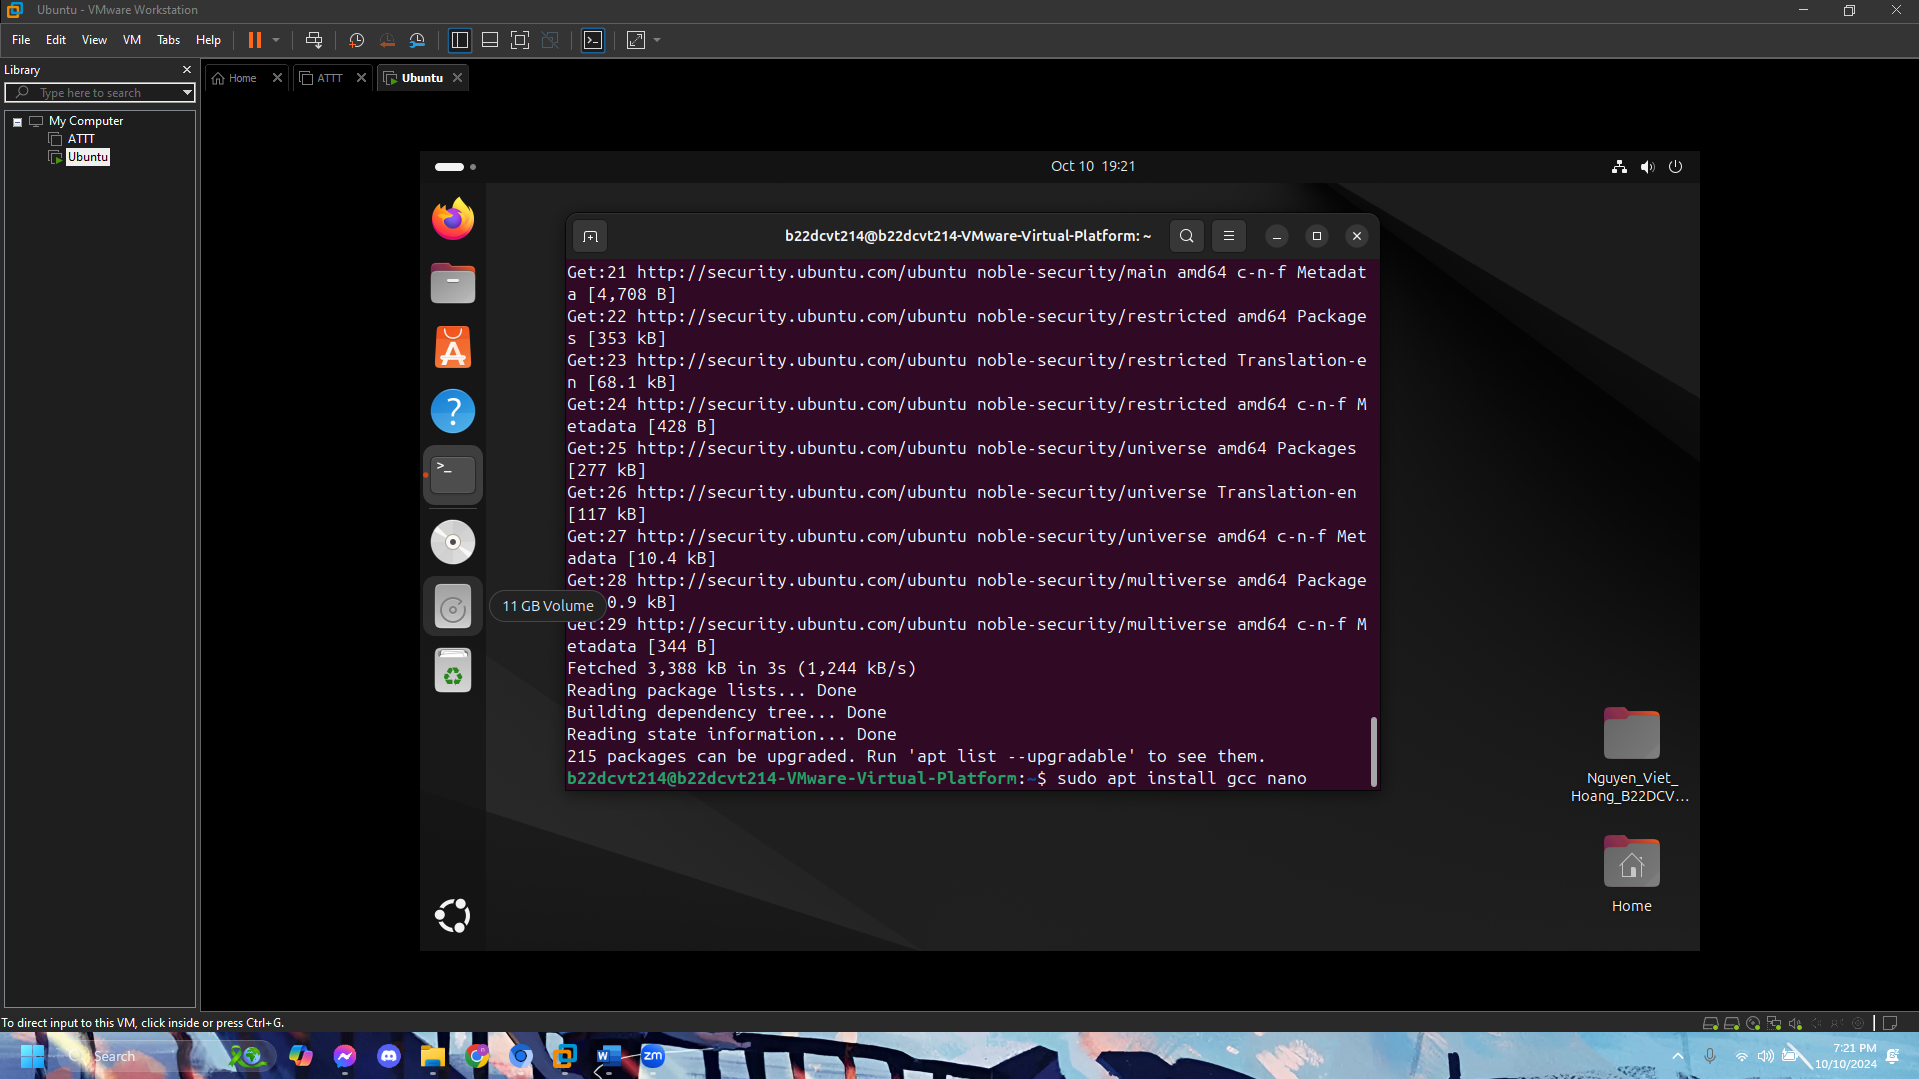 Ubuntu - VMware Workstation
File Edit View VM Tabs Help
Library
Type here to search
My Computer
ATTT
Ubuntu
Home
ATTT
Ubuntu
Oct 10 19:21
b22dcvt214@b22dcvt214-VMware-Virtual-Platform: ~
Get:21 http://security.ubuntu.com/ubuntu noble-security/main amd64 c-n-f Metadat
a [4,708 B]
Get:22 http://security.ubuntu.com/ubuntu noble-security/restricted amd64 Package
s [353 kB]
Get:23 http://security.ubuntu.com/ubuntu noble-security/restricted Translation-e
n [68.1 kB]
Get:24 http://security.ubuntu.com/ubuntu noble-security/restricted amd64 c-n-f M
etadata [428 B]
Get:25 http://security.ubuntu.com/ubuntu noble-security/universe amd64 Packages
[277 kB]
Get:26 http://security.ubuntu.com/ubuntu noble-security/universe Translation-en
[117 kB]
Get:27 http://security.ubuntu.com/ubuntu noble-security/universe amd64 c-n-f Met
adata [10.4 kB]
Get:28 http://security.ubuntu.com/ubuntu noble-security/multiverse amd64 Package
0.9 kB]
11 GB Volume
Get:29 http://security.ubuntu.com/ubuntu noble-security/multiverse amd64 c-n-f M
etadata [344 B]
Fetched 3,388 kB in 3s (1,244 kB/s)
Reading package lists... Done
Building dependency tree... Done
Reading state information... Done
215 packages can be upgraded. Run 'apt list --upgradable' to see them.
b22dcvt214@b22dcvt214-VMware-Virtual-Platform:~$ sudo apt install gcc nano
Nguyen_Viet_
Hoang_B22DCV...
Home
To direct input to this VM, click inside or press Ctrl+G.
Search
zm
7:21 PM
10/10/2024